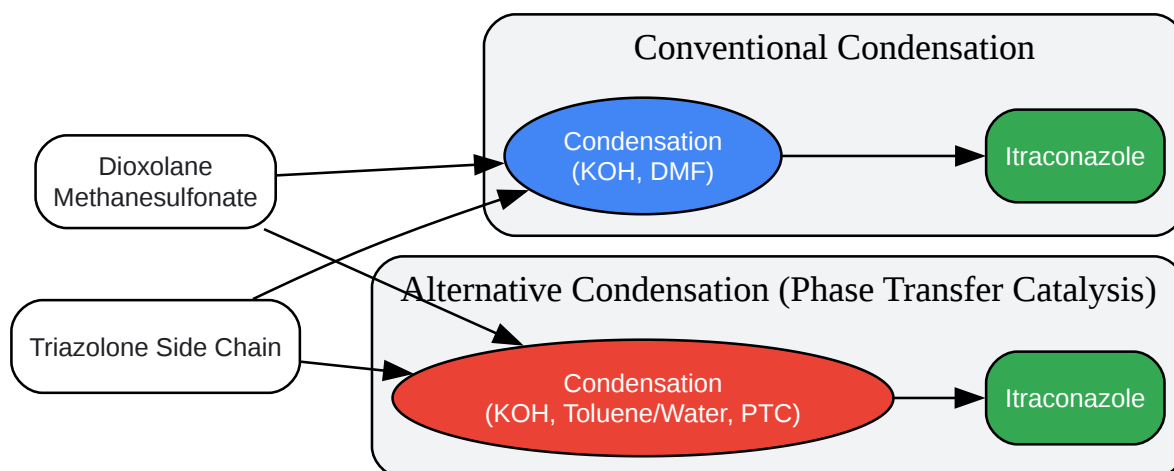 Conventional Condensation
Dioxolane
Methanesulfonate
Condensation
(KOH, DMF)
Itraconazole
Alternative Condensation (Phase Transfer Catalysis)
Triazolone Side Chain
Condensation
(KOH, Toluene/Water, PTC)
Itraconazole